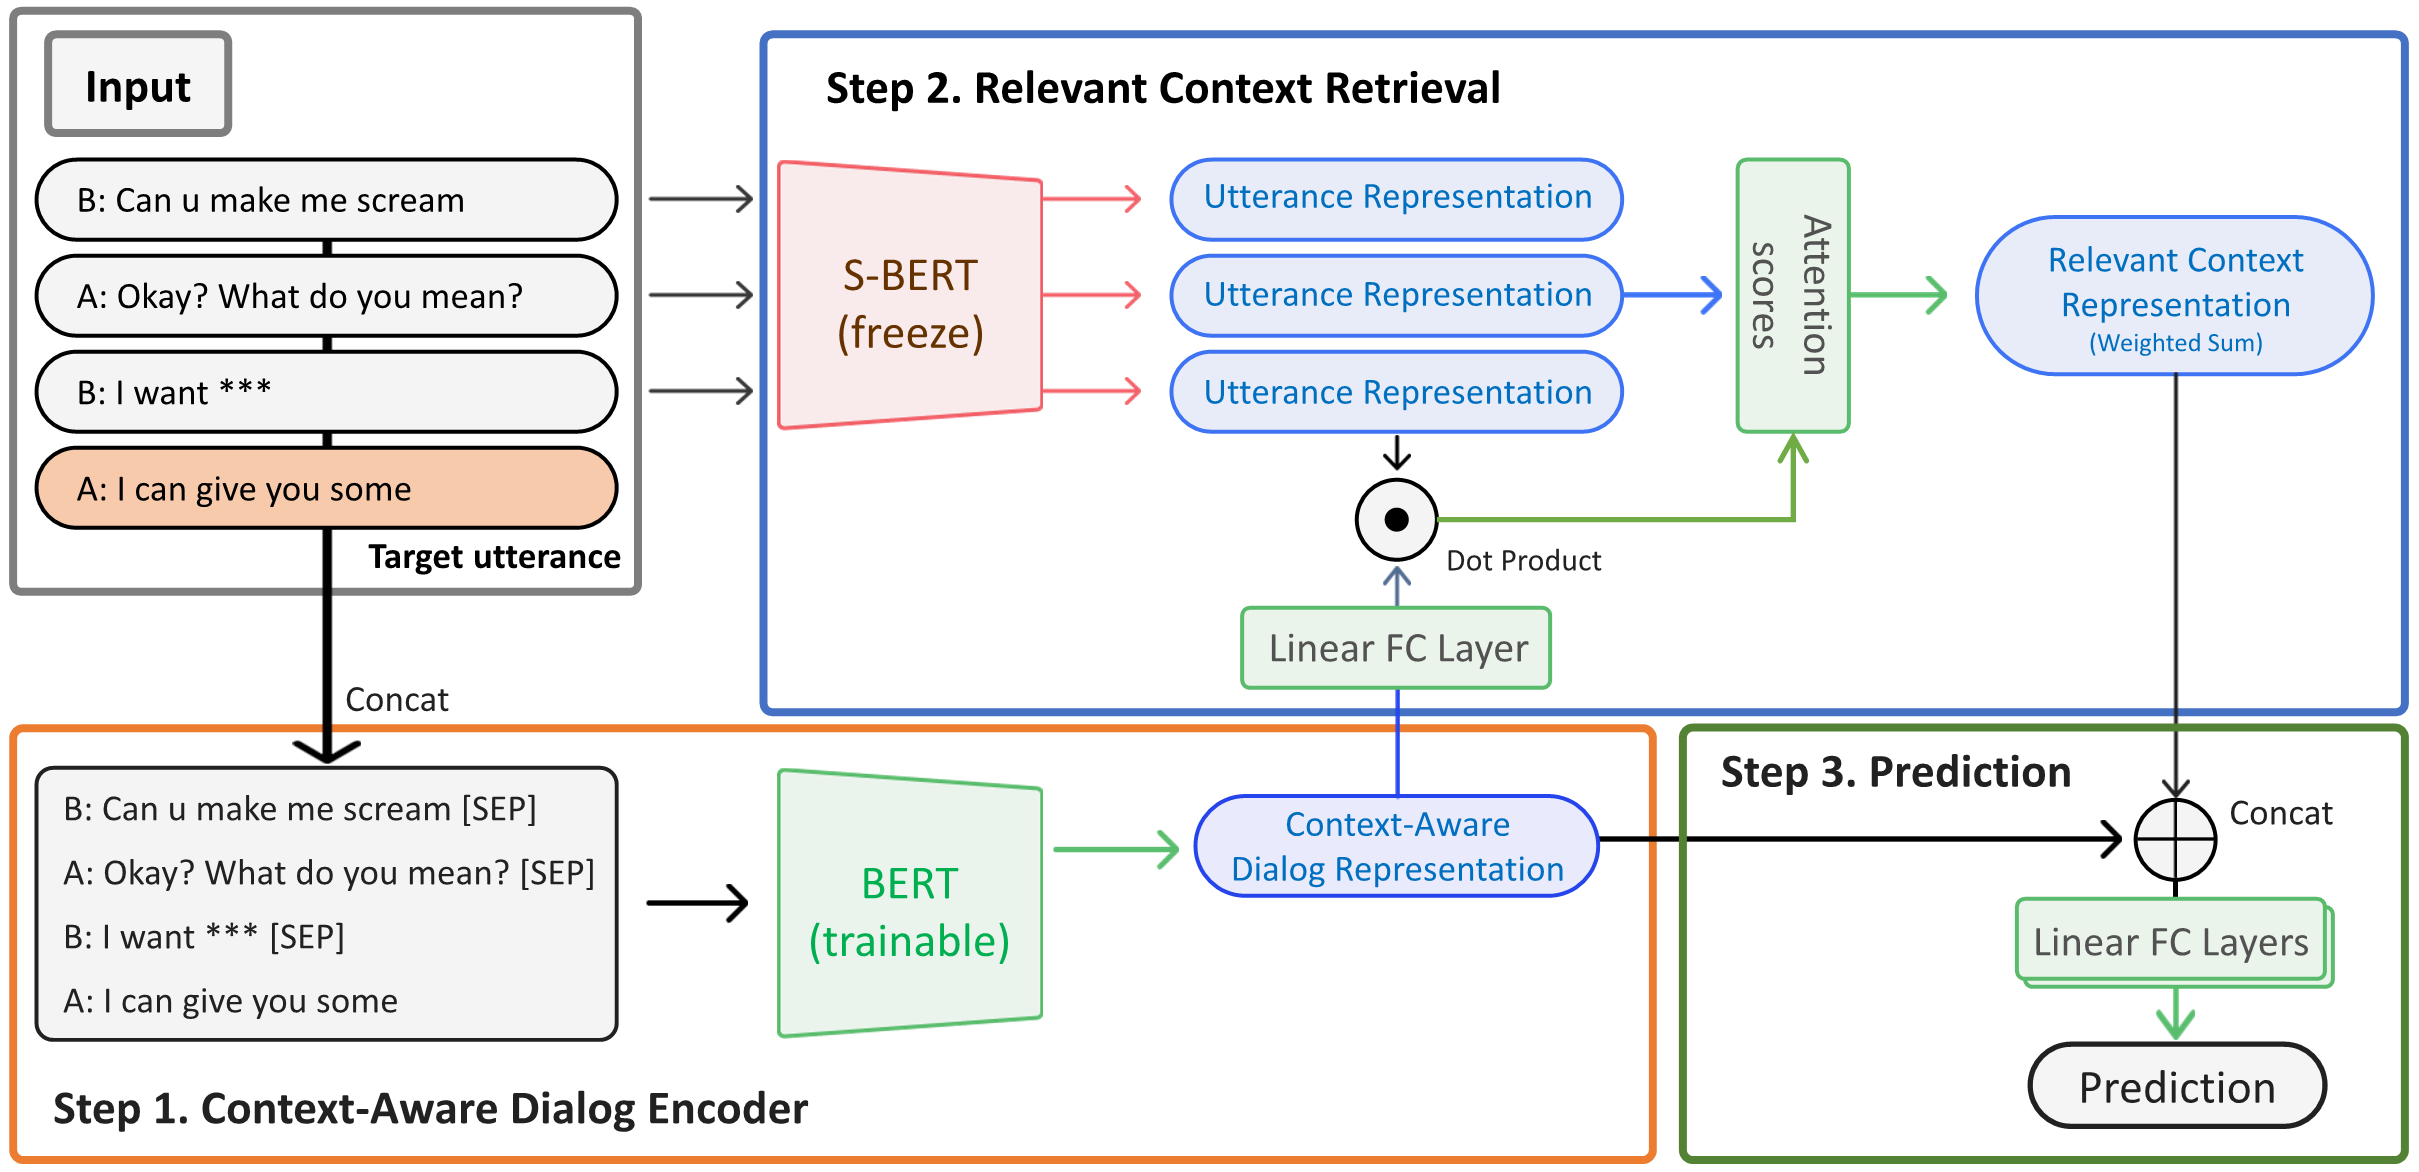 Input
B: Can u make me scream
A: Okay? What do you mean?
B: I want ***
A: I can give you some
Target utterance
Concat
Step 2. Relevant Context Retrieval
S-BERT
(freeze)
Utterance Representation
Utterance Representation
Utterance Representation
Attention
scores
Relevant Context
Representation
(Weighted Sum)
Dot Product
Linear FC Layer
B: Can u make me scream [SEP]
A: Okay? What do you mean? [SEP]
B: I want *** [SEP]
A: I can give you some
BERT
(trainable)
Context-Aware
Dialog Representation
Step 1. Context-Aware Dialog Encoder
Step 3. Prediction
Concat
Linear FC Layers
Prediction